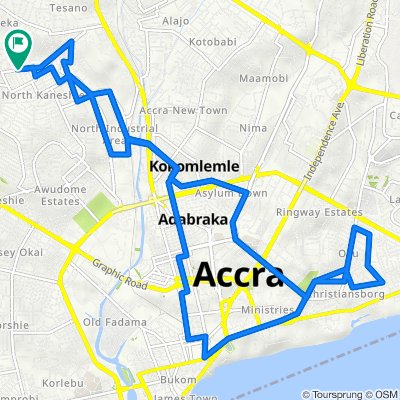 Tesano
eka
Alajo
Kotobabi
Liberation Road
Maamobi
North Kaneshie
Accra New Town
Independence Ave.
North Industrial
Area
Nima
Kokomlemle
Awudome
Estates
Asylum Down
eshie
Ringway Estates
Adabraka
sey Okai
Osu
Graphic Road
Accra
Christiansborg
Ministries
orshie
Old Fadama
Korlebu
Bukom
James Town
mprobi
© Toursprung © OSM